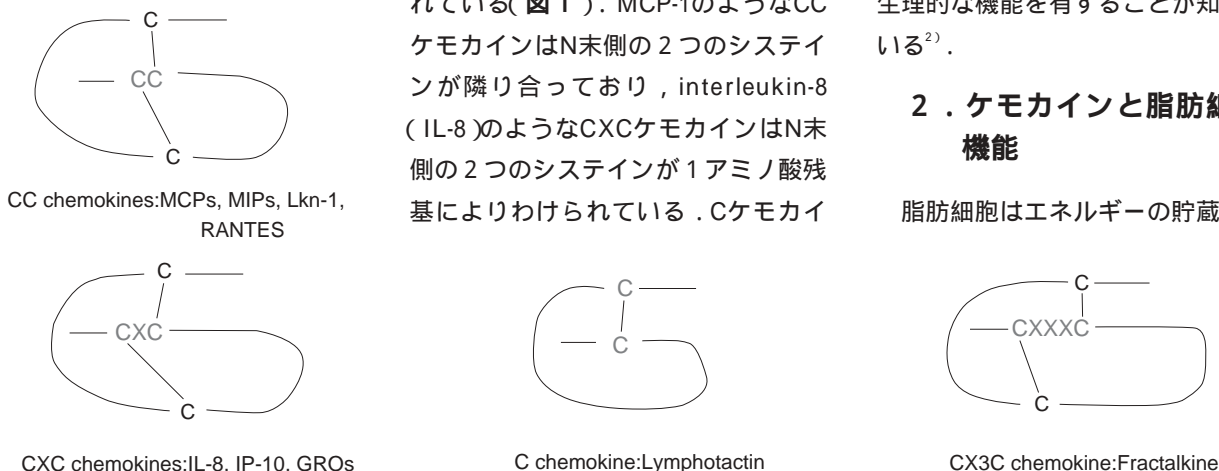 C
CC
C
CC chemokines:MCPs, MIPs, Lkn-1,
RANTES
れている(図1). MCP-1のようなCC
ケモカインはN末側の2つのシステイ
ンが隣り合っており,interleukin-8
(IL-8)のようなCXCケモカインはN末
側の2つのシステインが1アミノ酸残
基によりわけられている.Cケモカイ
生理的な機能を有することが知
いる2).
2.ケモカインと脂肪細
機能
脂肪細胞はエネルギーの貯蔵
C
CXC
C
CXC chemokines:IL-8, IP-10, GROs
C
C
C chemokine:Lymphotactin
C
CXXXC
C
CX3C chemokine:Fractalkine